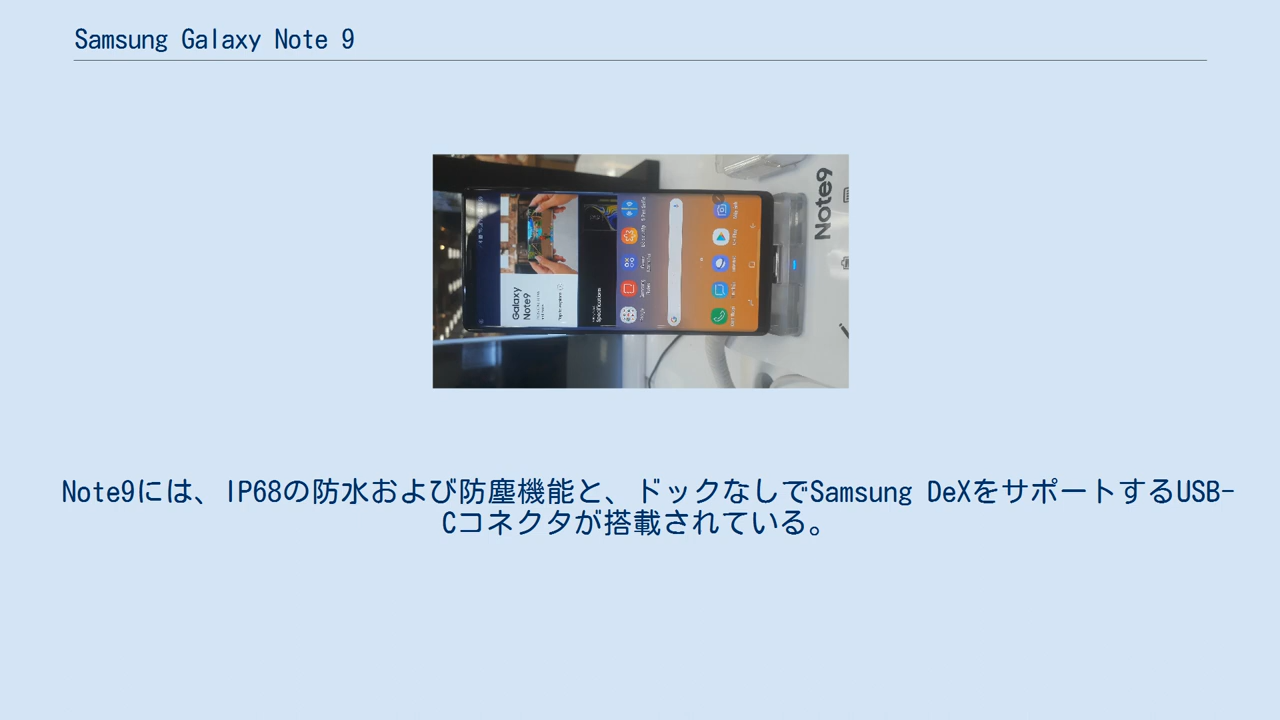 Samsung Galaxy Note 9
Note9
Galaxy
Note9
Specifications
Note9には、IP68の防水および防塵機能と、ドックなしでSamsung DeXをサポートするUSB-
Cコネクタが搭載されている。